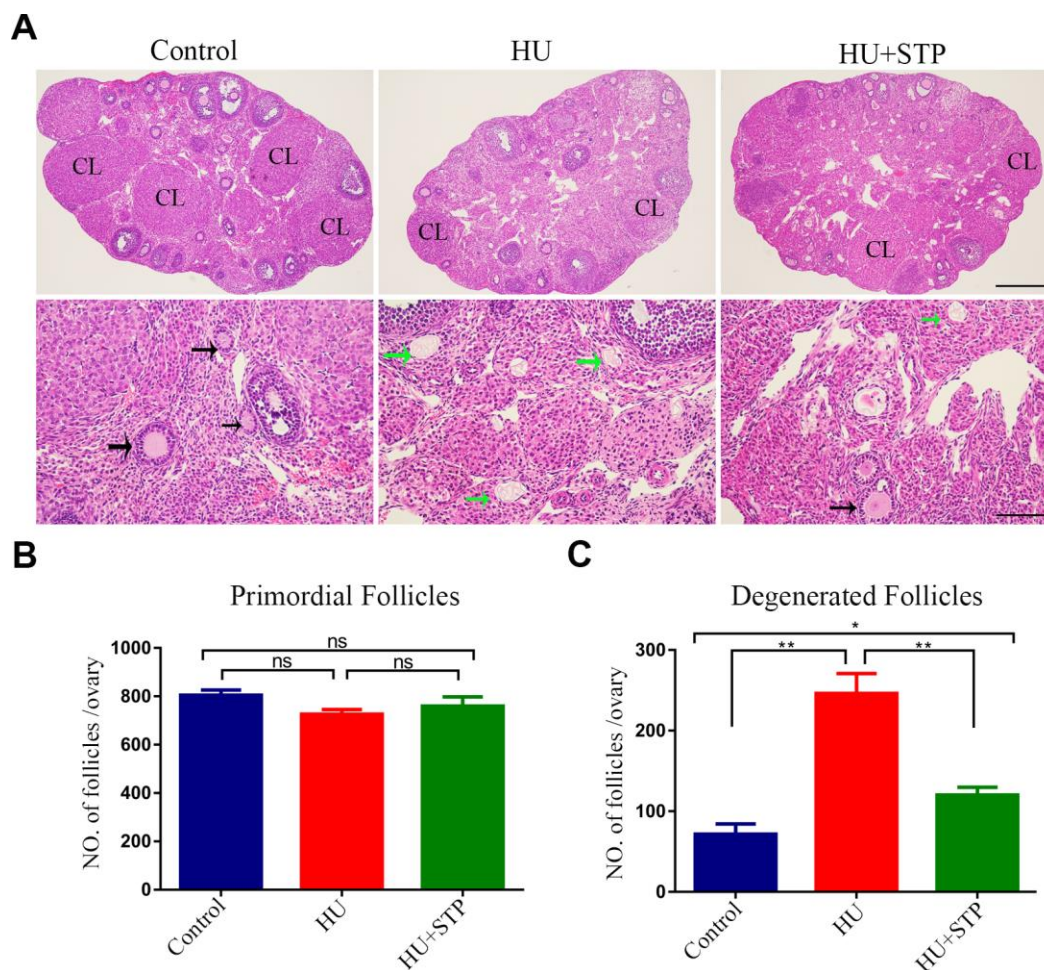 A
Control HU HU+STP
CL CL CL CL
CL CL
CL CL
B
Primordial Follicles
NO. of follicles /ovary
1000
800
600
400
200
0
ns
ns ns
Control HU HU+STP
C
Degenerated Follicles
NO. of follicles /ovary
300
200
100
0
*
** **
Control HU HU+STP